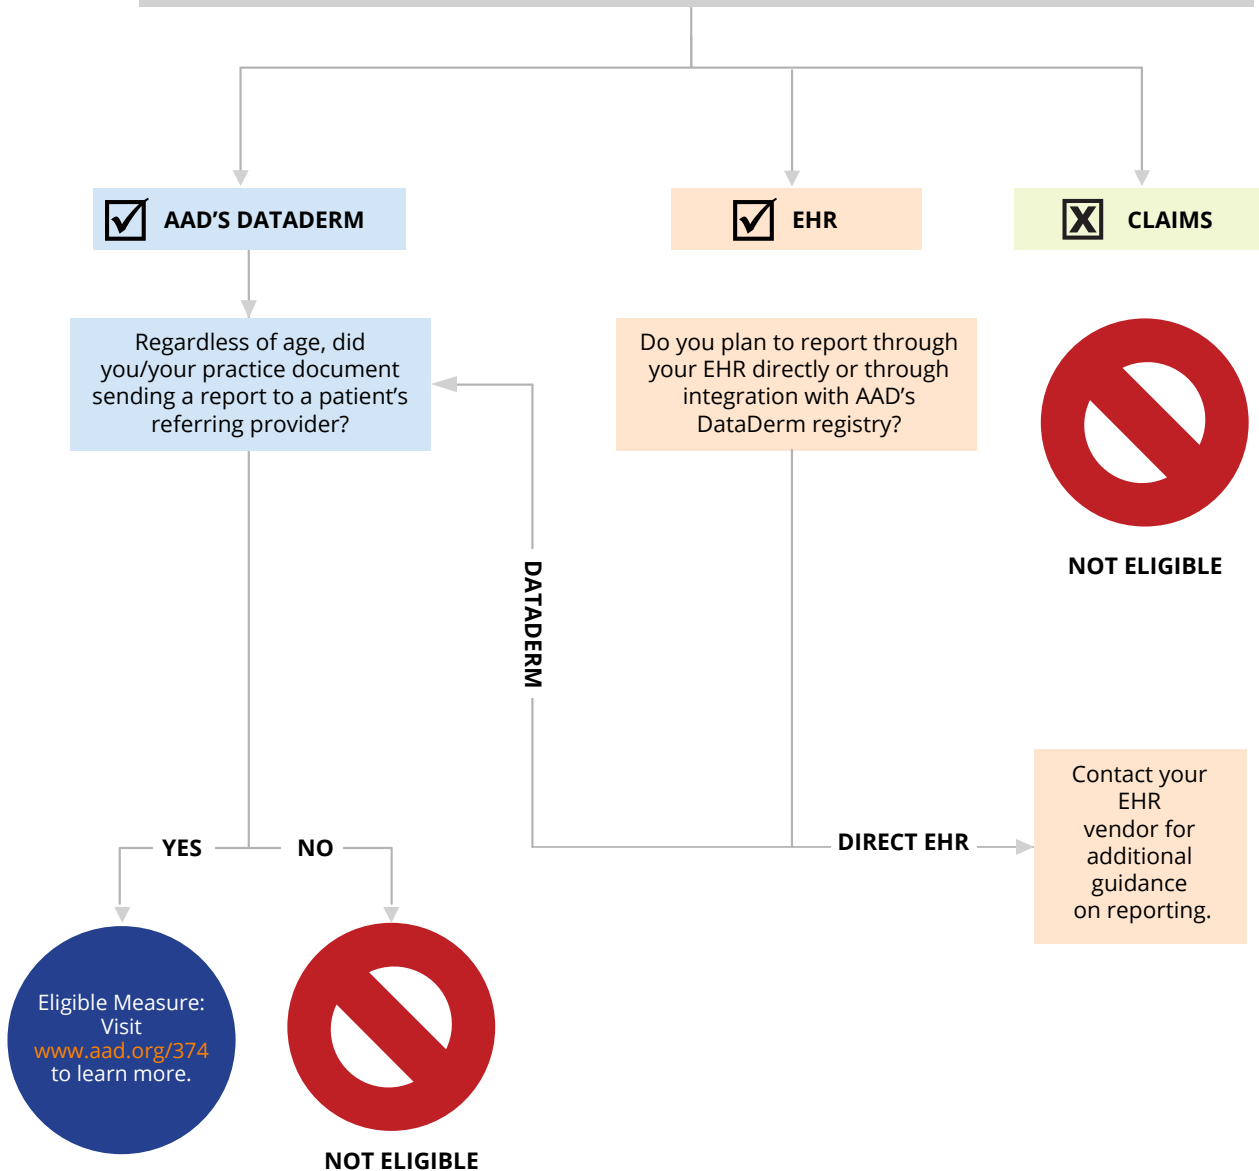 AAD'S DATADERM
EHR
X CLAIMS
Regardless of age, did
you/your practice document
sending a report to a patient's
referring provider?
Do you plan to report through
your EHR directly or through
integration with AAD's
DataDerm registry?
NOT ELIGIBLE
DATADERM
YES
NO
DIRECT EHR
Contact your
EHR
vendor for
additional
guidance
on reporting.
Eligible Measure:
Visit
www.aad.org/374
to learn more.
NOT ELIGIBLE